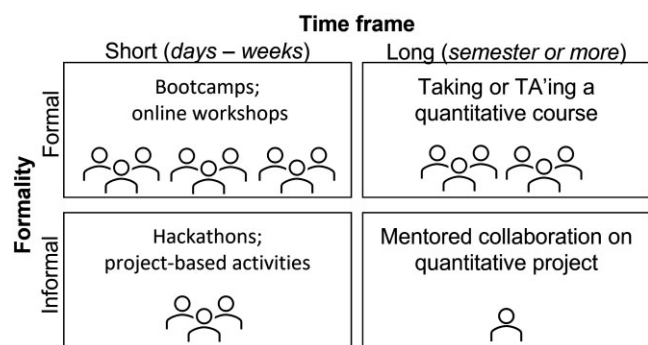 Time frame
Short (days – weeks)
Long (semester or more)
Formality
Formal
Bootcamps;
online workshops
Taking or TA’ing a
quantitative course
Informal
Hackathons;
project-based activities
Mentored collaboration on
quantitative project